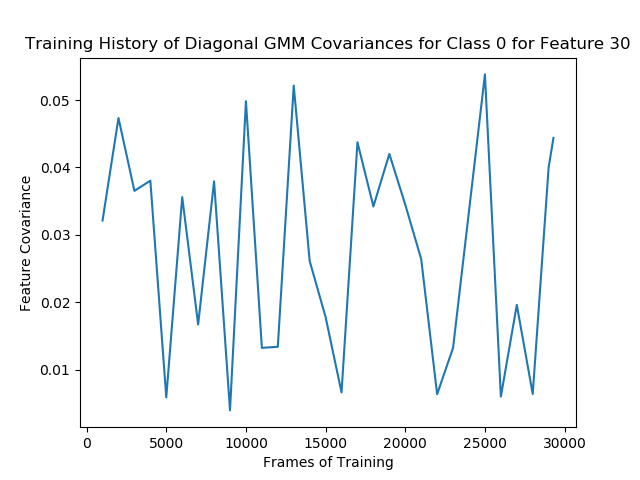 Training History of Diagonal GMM Covariances for Class 0 for Feature 30
Feature Covariance
0.05
0.04
0.03
0.02
0.01
0 5000 10000 15000 20000 25000 30000
Frames of Training